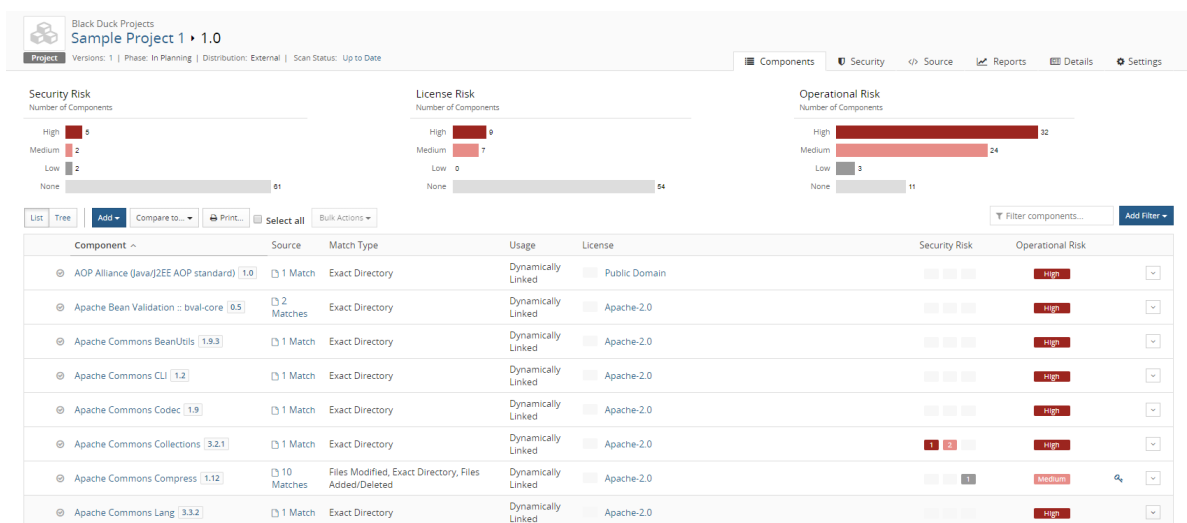 Black Duck Projects
Sample Project 1 ▸ 1.0
Project Versions: 1 | Phase: In Planning | Distribution: External | Scan Status: Up to Date
Components Security Source Reports Details Settings
Security Risk
Number of Components
High 5
Medium 2
Low 2
None 61
License Risk
Number of Components
High 9
Medium 7
Low 0
None 54
Operational Risk
Number of Components
High 32
Medium 24
Low 3
None 11
List Tree Add Compare to... Print... Select all Bulk Actions Filter components... Add Filter
Component Source Match Type Usage License Security Risk Operational Risk
AOP Alliance (Java/J2EE AOP standard) 1.0 1 Match Exact Directory Dynamically Linked Public Domain High
Apache Bean Validation :: bval-core 0.5 2 Matches Exact Directory Dynamically Linked Apache-2.0 High
Apache Commons BeanUtils 1.9.3 1 Match Exact Directory Dynamically Linked Apache-2.0 High
Apache Commons CLI 1.2 1 Match Exact Directory Dynamically Linked Apache-2.0 High
Apache Commons Codec 1.9 1 Match Exact Directory Dynamically Linked Apache-2.0 High
Apache Commons Collections 3.2.1 1 Match Exact Directory Dynamically Linked Apache-2.0 1 2 High
Apache Commons Compress 1.12 10 Matches Files Modified, Exact Directory, Files Added/Deleted Dynamically Linked Apache-2.0 1 Medium
Apache Commons Lang 3.3.2 1 Match Exact Directory Dynamically Linked Apache-2.0 High